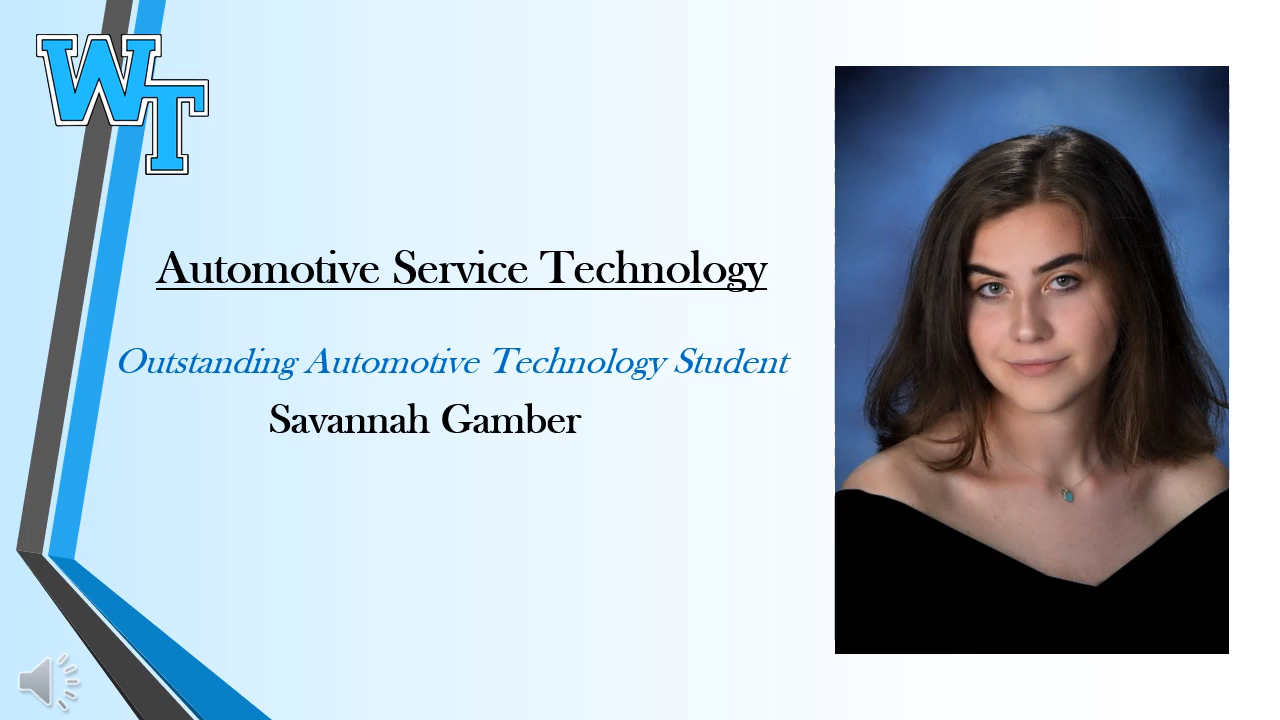 WT
Automotive Service Technology
Outstanding Automotive Technology Student
Savannah Gamber